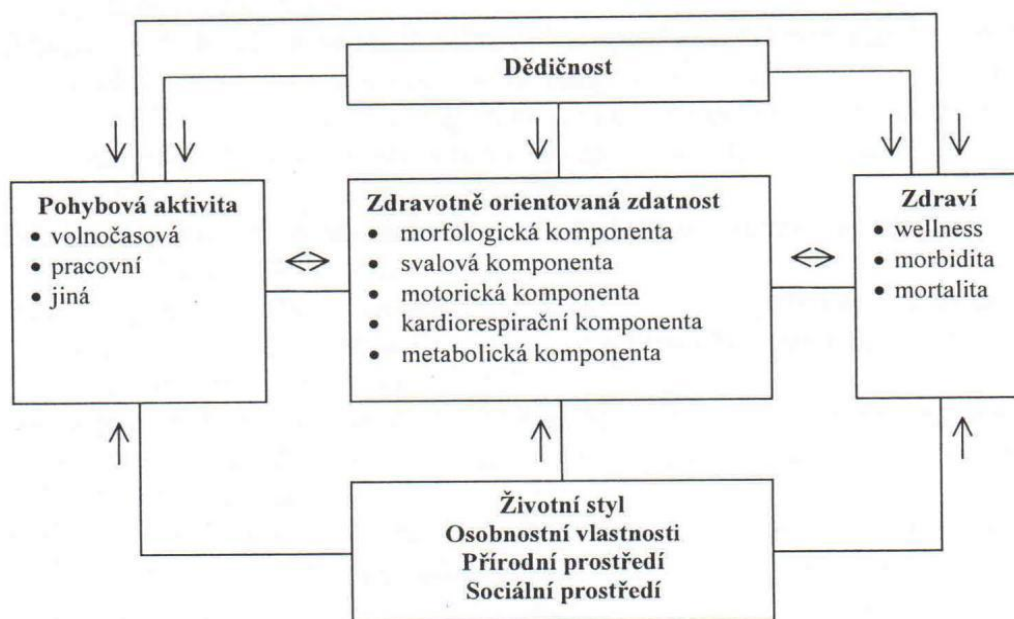 Dědičnost
Pohybová aktivita
• volnočasová
• pracovní
• jiná
Zdravotně orientovaná zdatnost
• morfologická komponenta
• svalová komponenta
• motorická komponenta
• kardiorespirační komponenta
• metabolická komponenta
Zdraví
• wellness
• morbidita
• mortalita
Životní styl
Osobnostní vlastnosti
Přírodní prostředí
Sociální prostředí